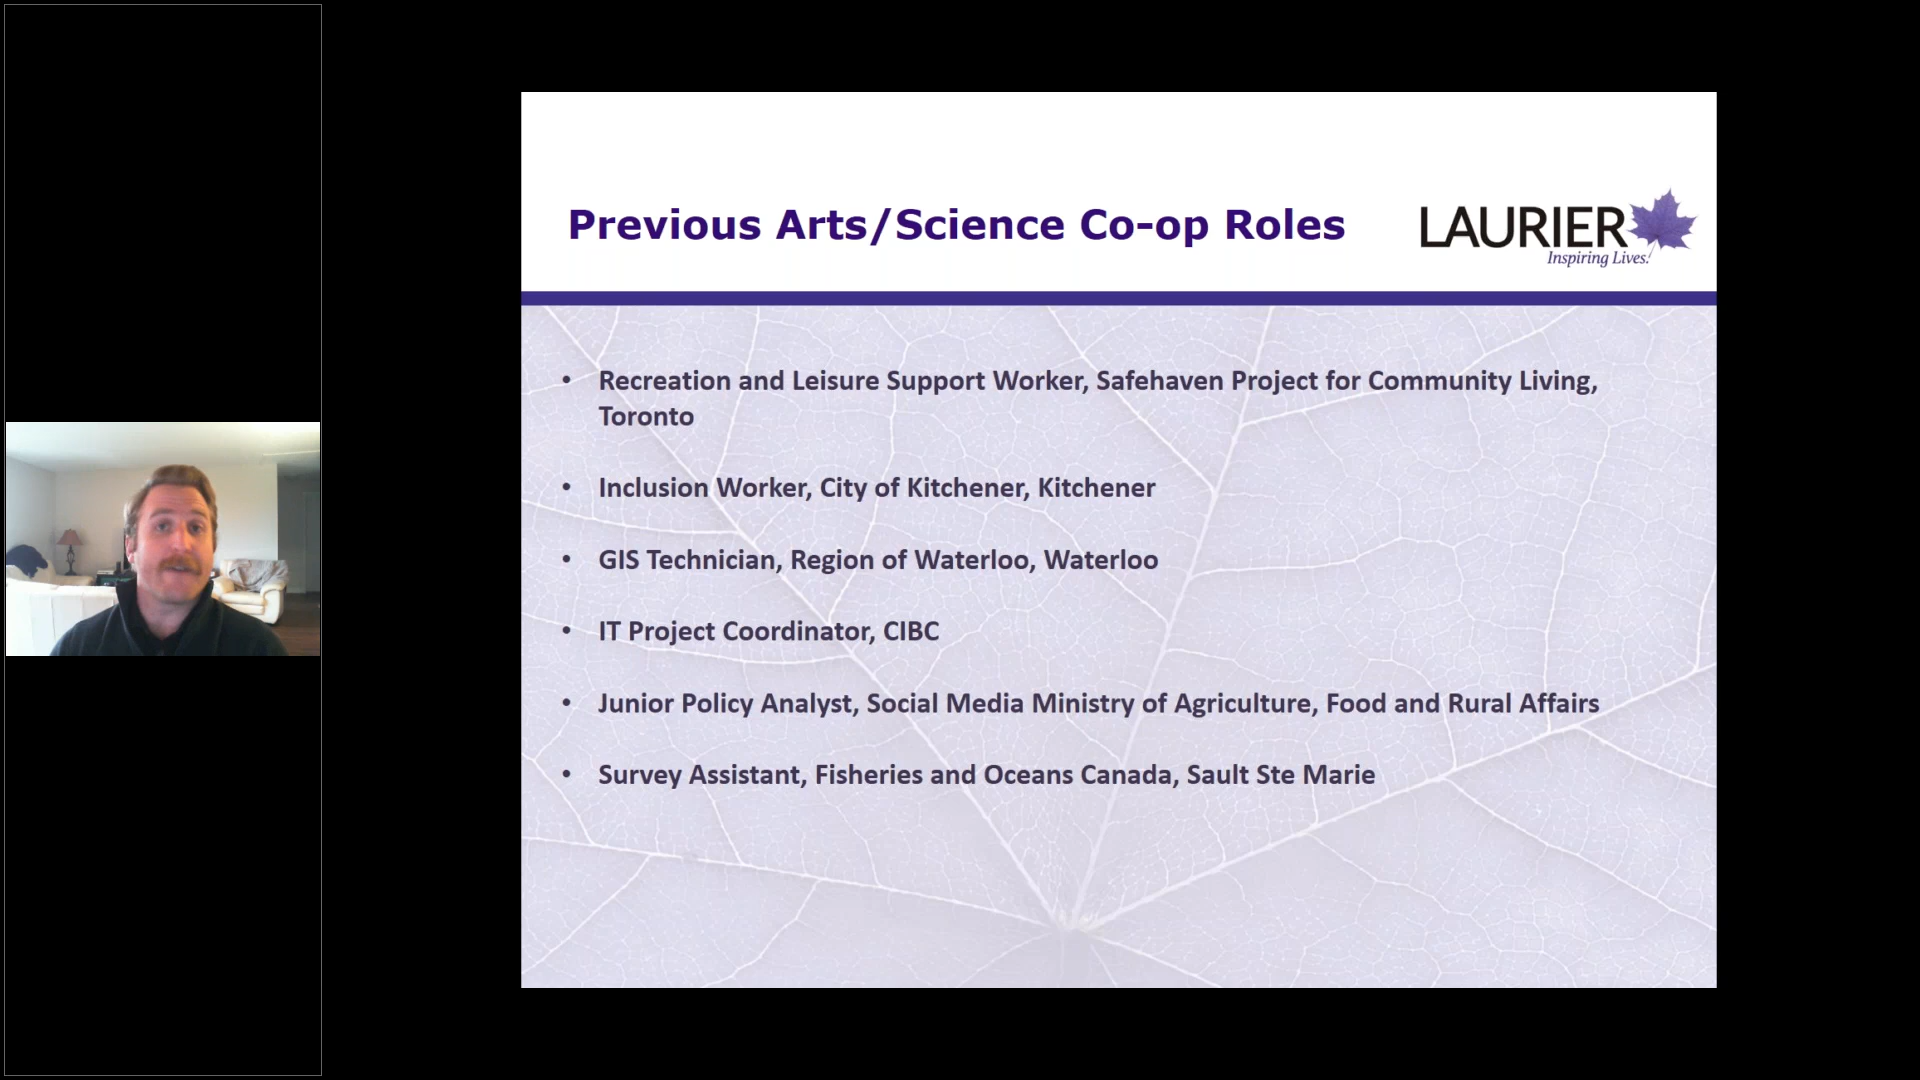 Previous Arts/Science Co-op Roles
LAURIER
Inspiring Lives.
• Recreation and Leisure Support Worker, Safehaven Project for Community Living,
Toronto
• Inclusion Worker, City of Kitchener, Kitchener
• GIS Technician, Region of Waterloo, Waterloo
• IT Project Coordinator, CIBC
• Junior Policy Analyst, Social Media Ministry of Agriculture, Food and Rural Affairs
• Survey Assistant, Fisheries and Oceans Canada, Sault Ste Marie